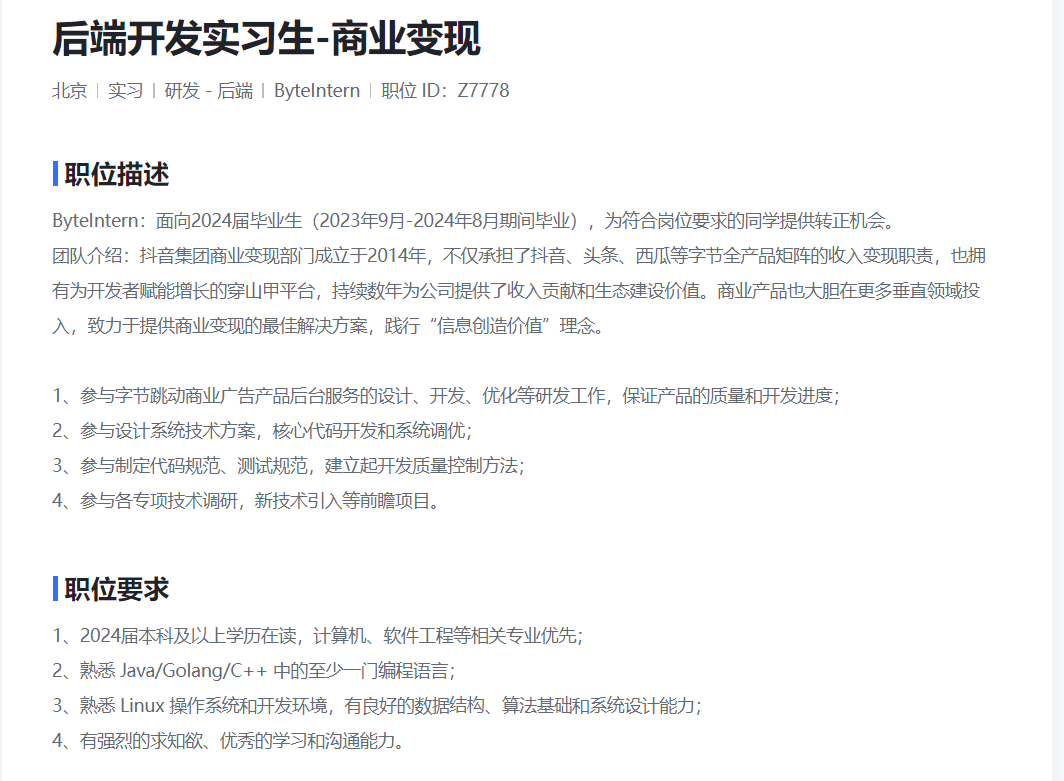 后端开发实习生-商业变现
北京 | 实习 | 研发 - 后端 | ByteIntern | 职位 ID：Z7778
职位描述
ByteIntern：面向2024届毕业生（2023年9月-2024年8月期间毕业），为符合岗位要求的同学提供转正机会。
团队介绍：抖音集团商业变现部门成立于2014年，不仅承担了抖音、头条、西瓜等字节全产品矩阵的收入变现职责，也拥
有为开发者赋能增长的穿山甲平台，持续数年为公司提供了收入贡献和生态建设价值。商业产品也大胆在更多垂直领域投
入，致力于提供商业变现的最佳解决方案，践行“信息创造价值”理念。
1、参与字节跳动商业广告产品后台服务的设计、开发、优化等研发工作，保证产品的质量和开发进度；
2、参与设计系统技术方案，核心代码开发和系统调优；
3、参与制定代码规范、测试规范，建立起开发质量控制方法；
4、参与各专项技术调研，新技术引入等前瞻项目。
职位要求
1、2024届本科及以上学历在读，计算机、软件工程等相关专业优先；
2、熟悉 Java/Golang/C++ 中的至少一门编程语言；
3、熟悉 Linux 操作系统和开发环境，有良好的数据结构、算法基础和系统设计能力；
4、有强烈的求知欲、优秀的学习和沟通能力。